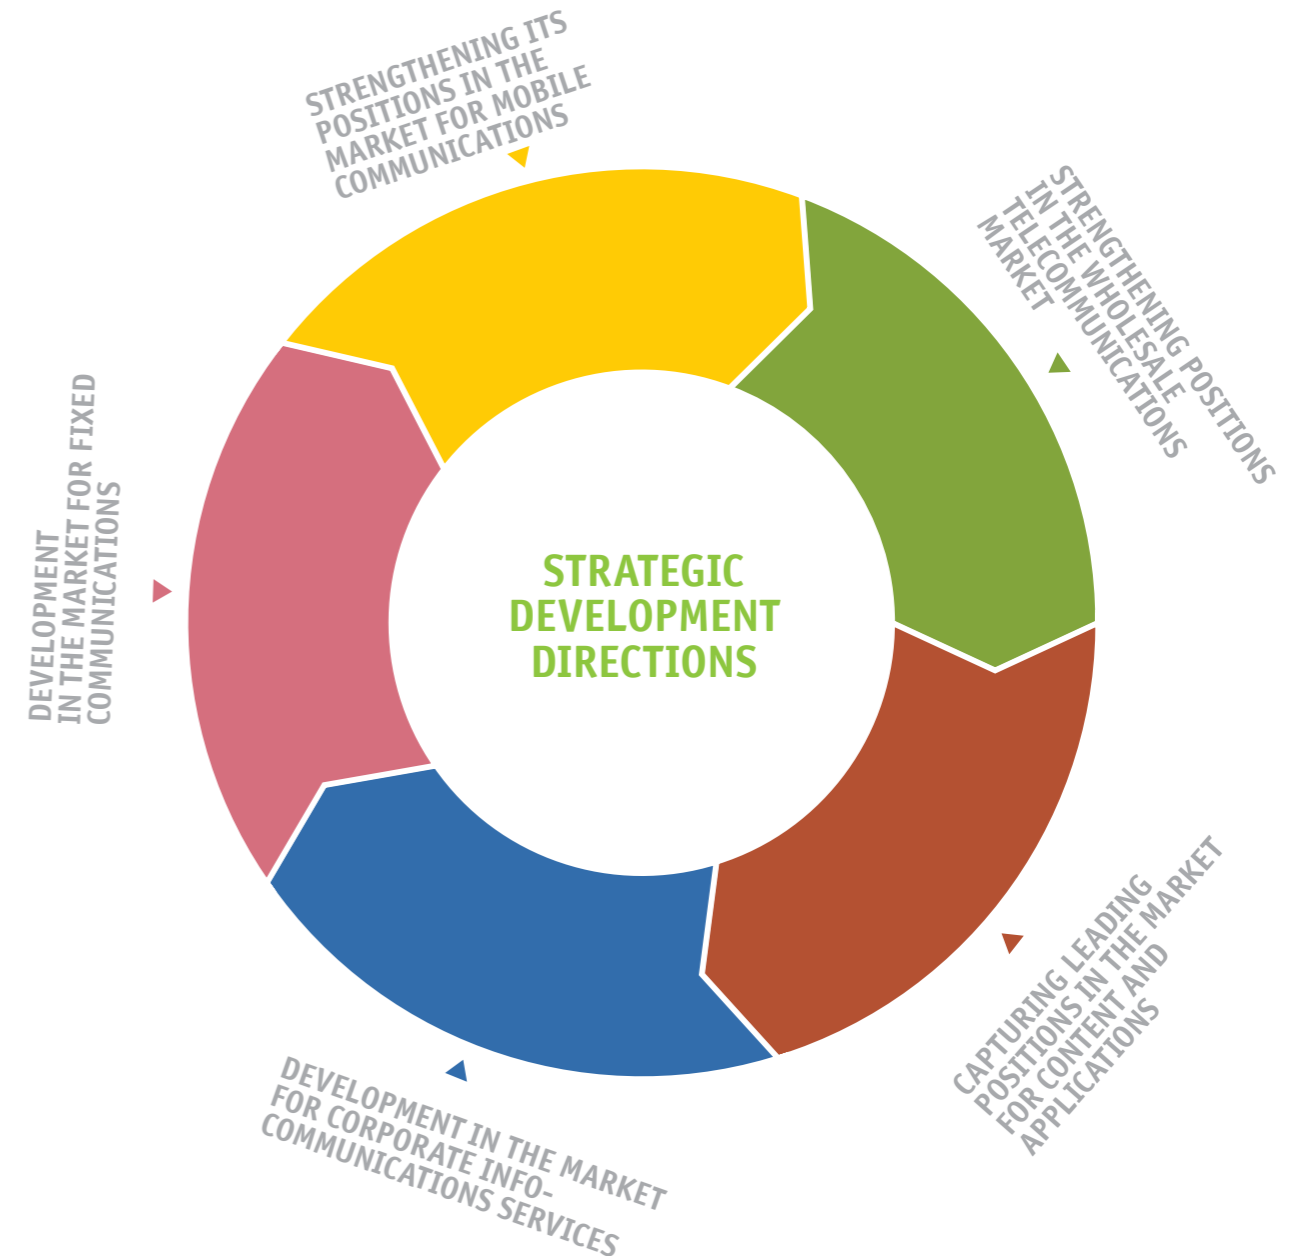 STRENGTHENING ITS
POSITIONS IN THE
MARKET FOR MOBILE
COMMUNICATIONS
STRENGTHENING POSITIONS
IN THE WHOLESALE
TELECOMMUNICATIONS
MARKET
DEVELOPMENT
IN THE MARKET FOR FIXED
COMMUNICATIONS
STRATEGIC
DEVELOPMENT
DIRECTIONS
CAPTURING LEADING
POSITIONS IN THE MARKET
FOR CONTENT AND
APPLICATIONS
DEVELOPMENT IN THE MARKET
FOR CORPORATE INFO-
COMMUNICATIONS SERVICES